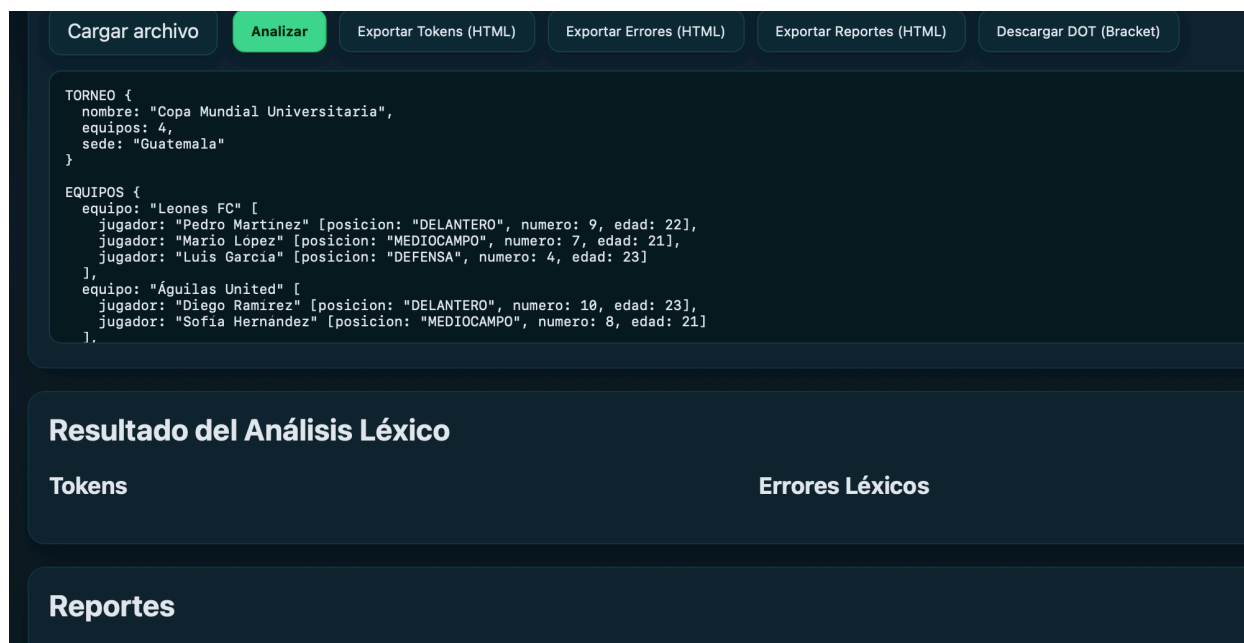 Cargar archivo Analizar Exportar Tokens (HTML) Exportar Errores (HTML) Exportar Reportes (HTML) Descargar DOT (Bracket)
TORNEO {
nombre: "Copa Mundial Universitaria",
equipos: 4,
sede: "Guatemala"
}
EQUIPOS {
equipo: "Leones FC" [
jugador: "Pedro Martínez" [posicion: "DELANTERO", numero: 9, edad: 22],
jugador: "Mario López" [posicion: "MEDIOCAMPO", numero: 7, edad: 21],
jugador: "Luis García" [posicion: "DEFENSA", numero: 4, edad: 23]
],
equipo: "Águilas United" [
jugador: "Diego Ramírez" [posicion: "DELANTERO", numero: 10, edad: 23],
jugador: "Sofía Hernández" [posicion: "MEDIOCAMPO", numero: 8, edad: 21]
],
Resultado del Análisis Léxico
Tokens Errores Léxicos
Reportes